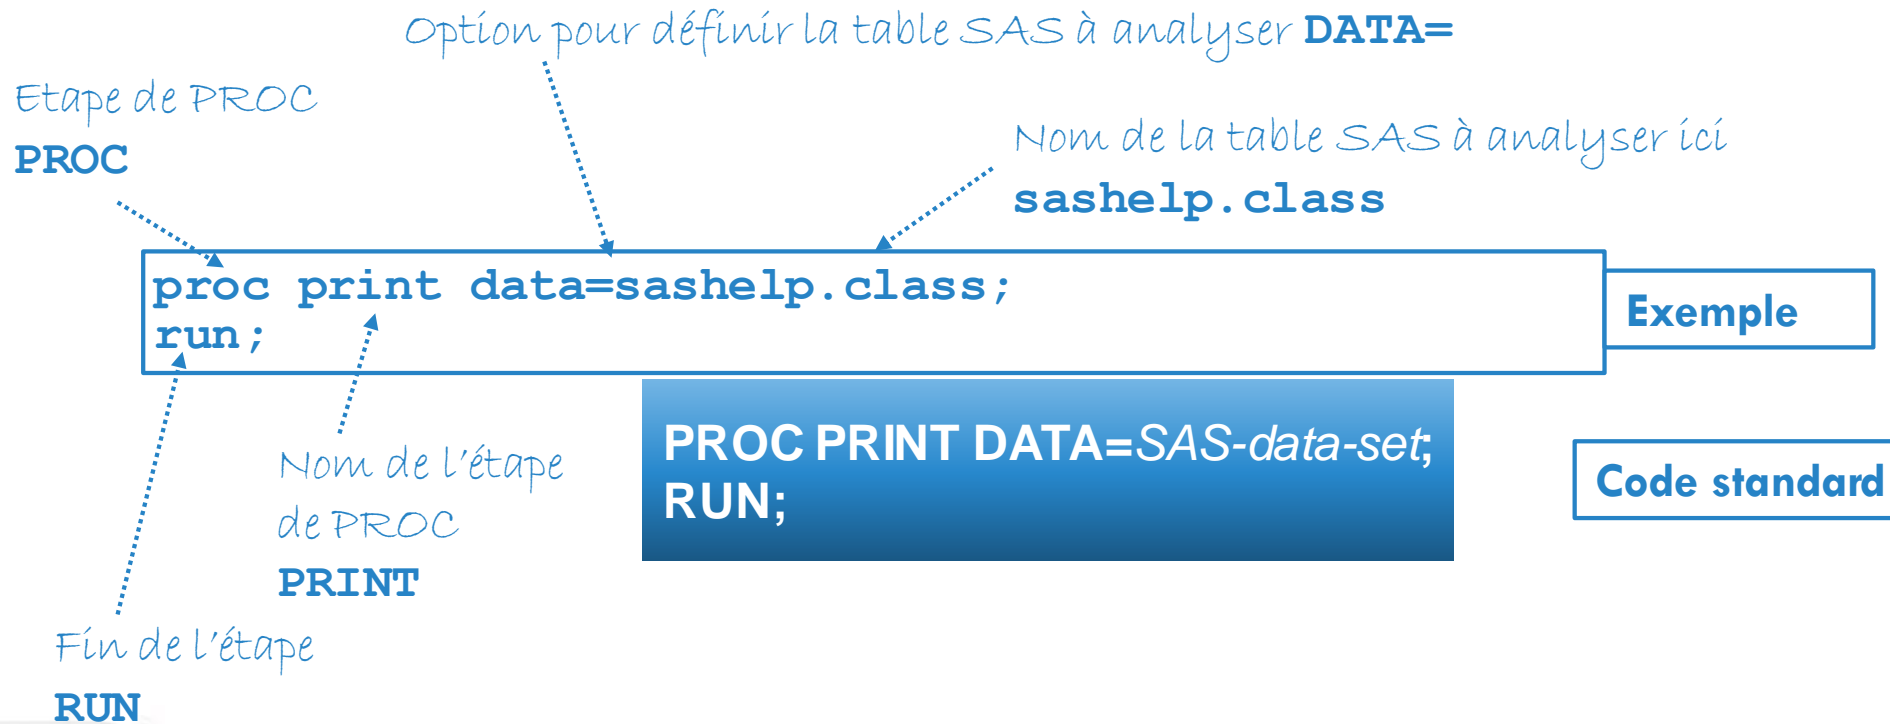 Option pour définir la table SAS à analyser DATA=
Etape de PROC
PROC
Nom de la table SAS à analyser ici
sashelp.class
proc print data=sashelp.class;
run;
Exemple
PROC PRINT DATA=SAS-data-set;
RUN;
Code standard
Nom de l'étape
de PROC
PRINT
Fin de l'étape
RUN